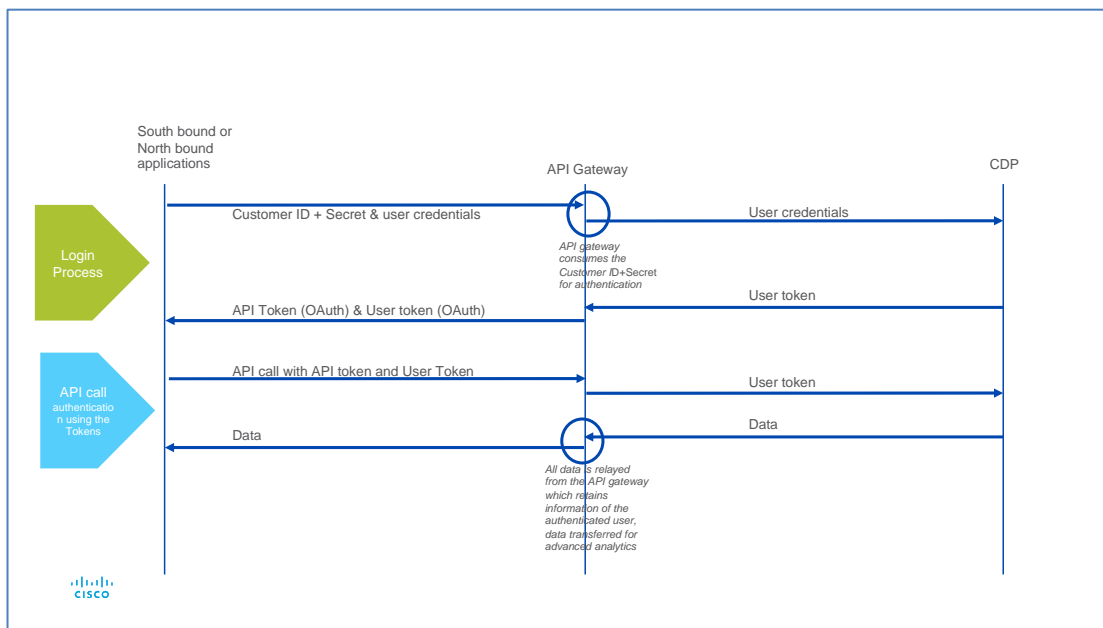 South bound or
North bound
applications
API Gateway
CDP
Customer ID + Secret & user credentials
User credentials
Login
Process
API gateway
consumes the
Customer ID+Secret
for authentication
User token
API Token (OAuth) & User token (OAuth)
API call with API token and User Token
User token
API call
authenticatio
n using the
Tokens
Data
Data
All data is relayed
from the API gateway
which retains
information of the
authenticated user,
data transferred for
advanced analytics
CISCO